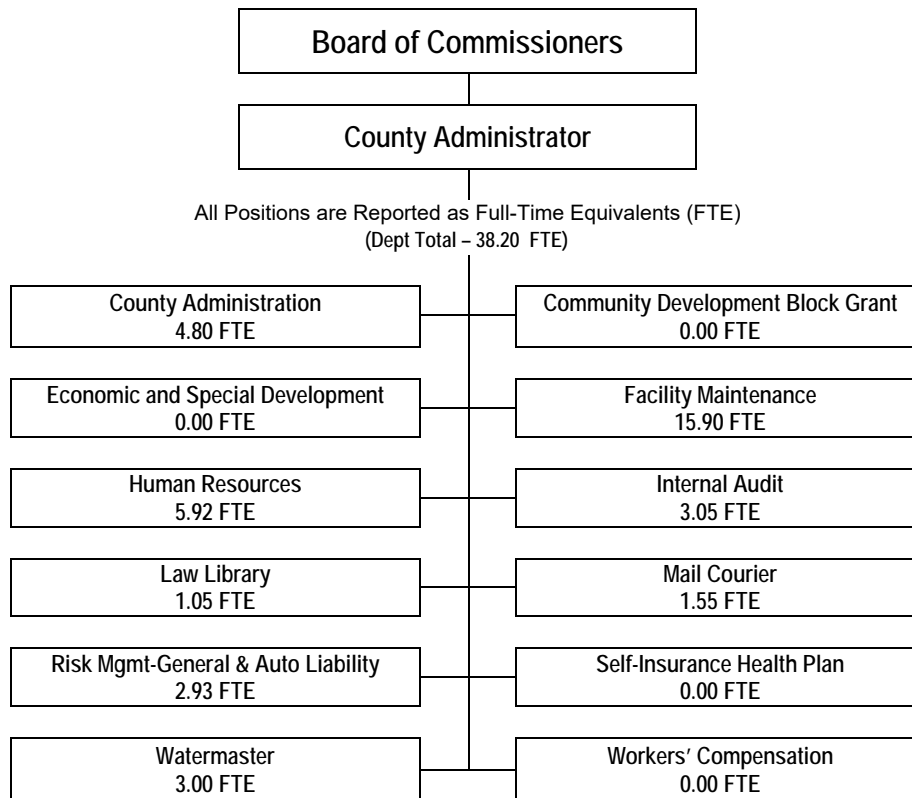 Board of Commissioners
County Administrator
All Positions are Reported as Full-Time Equivalents (FTE)
(Dept Total – 38.20 FTE)
County Administration
4.80 FTE
Community Development Block Grant
0.00 FTE
Economic and Special Development
0.00 FTE
Facility Maintenance
15.90 FTE
Human Resources
5.92 FTE
Internal Audit
3.05 FTE
Law Library
1.05 FTE
Mail Courier
1.55 FTE
Risk Mgmt-General & Auto Liability
2.93 FTE
Self-Insurance Health Plan
0.00 FTE
Watermaster
3.00 FTE
Workers’ Compensation
0.00 FTE